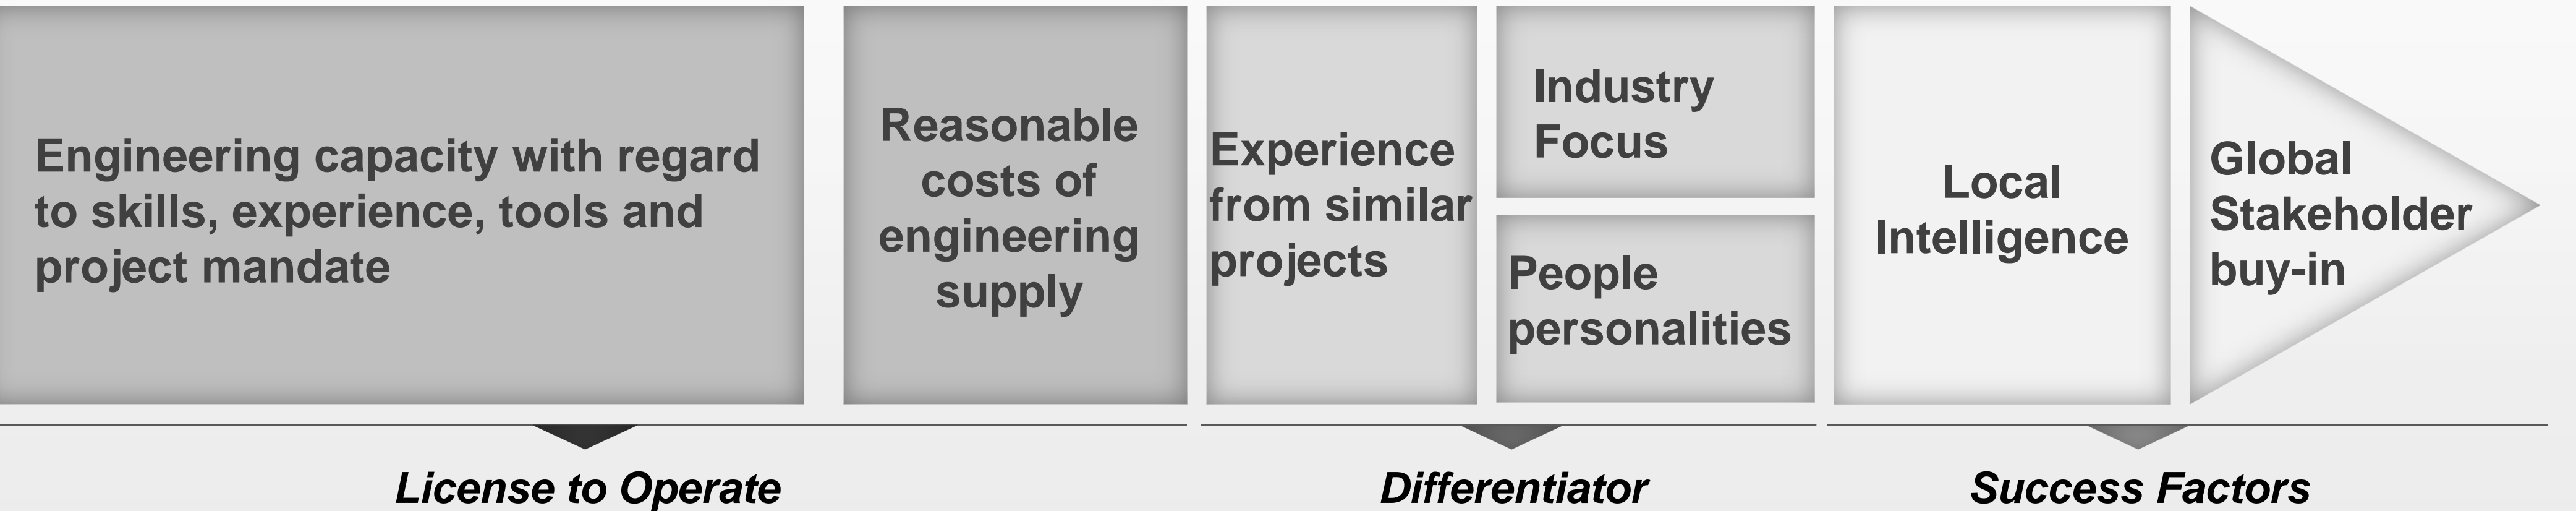 Engineering capacity with regard
to skills, experience, tools and
project mandate
Reasonable
costs of
engineering
supply
Experience
from similar
projects
Industry
Focus
People
personalities
Local
Intelligence
Global
Stakeholder
buy-in
License to Operate
Differentiator
Success Factors